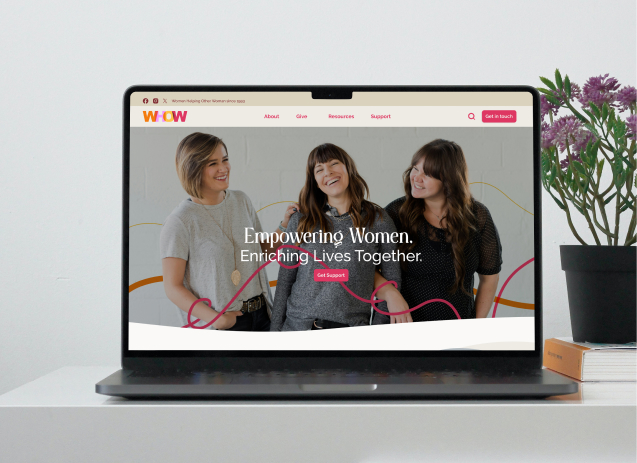 Women Helping Other Women since 1999
WHOW
About
Give
Resources
Support
Get in touch
Empowering Women.
Enriching Lives Together.
Get Support